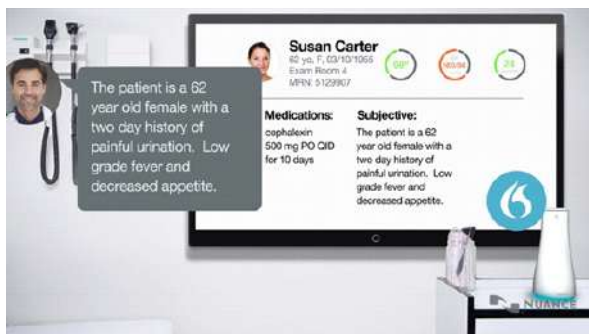 The patient is a 62
year old female with a
two day history of
painful urination. Low
grade fever and
decreased appetite.
Susan Carter
62 yo, F,
Exam Room 4
MRN: 5129907
Medications:
cephalexin
500 mg PO QID
for 10 days
Subjective:
The patient is a 62
year old female with a
two day history of
painful urination. Low
grade fever and
decreased appetite.
24
NUANCE